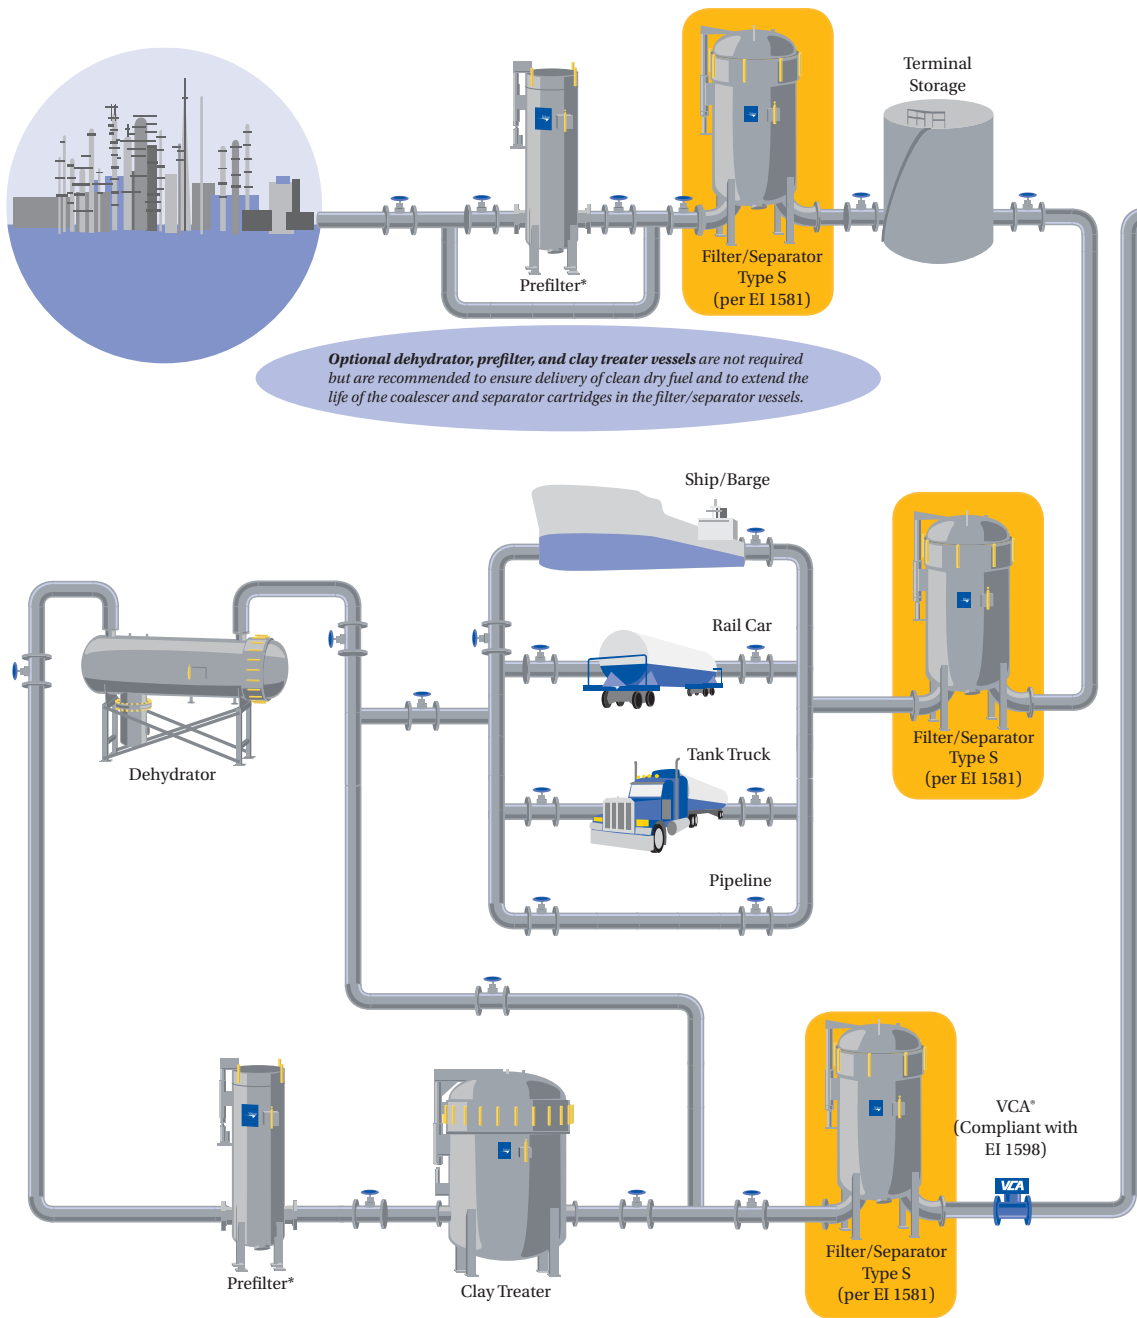 Terminal
Storage
Filter/Separator
Type S
(per EI 1581)
Prefilter*
Optional dehydrator, prefilter, and clay treater vessels are not required
but are recommended to ensure delivery of clean dry fuel and to extend the
life of the coalescer and separator cartridges in the filter/separator vessels.
Ship/Barge
Rail Car
Filter/Separator
Type S
(per EI 1581)
Tank Truck
Dehydrator
Pipeline
VCA®
(Compliant with
EI 1598)
VCA
Filter/Separator
Type S
(per EI 1581)
Prefilter*
Clay Treater